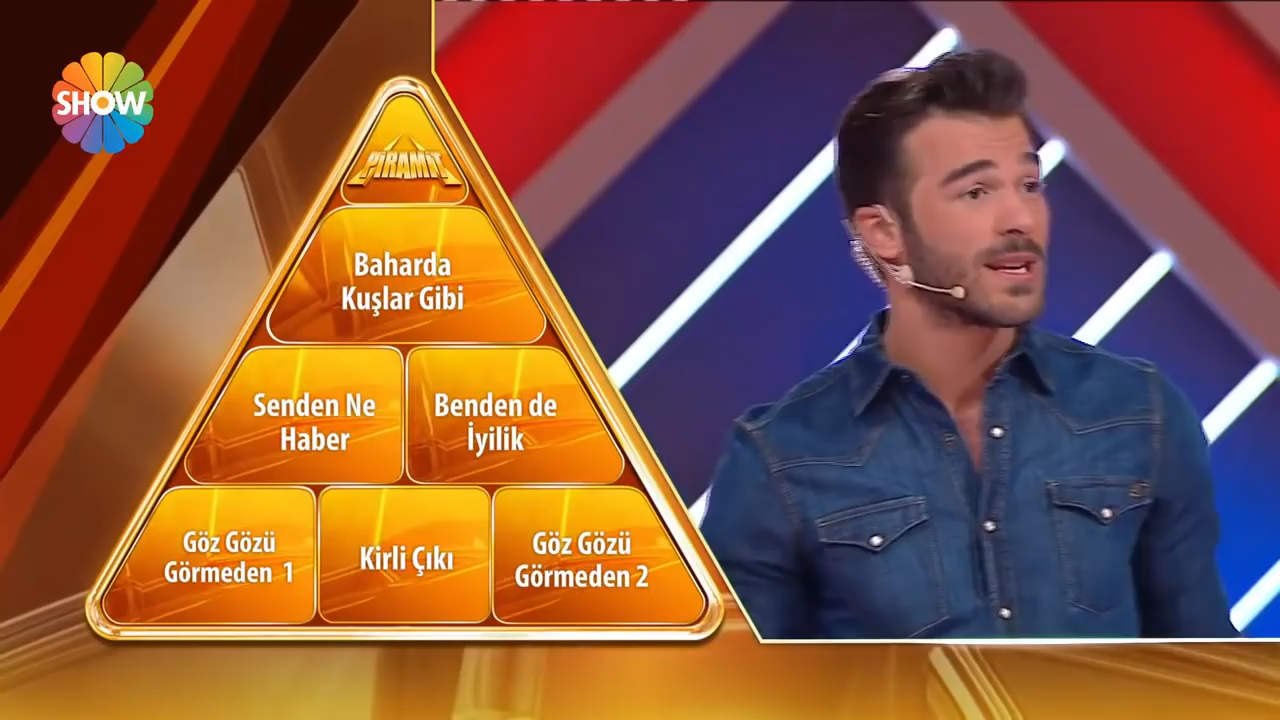 SHOW
PİRAMİT
Baharda
Kuşlar Gibi
Senden Ne
Haber
Benden de
İyilik
Göz Gözü
Görmeden 1
Kirli Çıkı
Göz Gözü
Görmeden 2